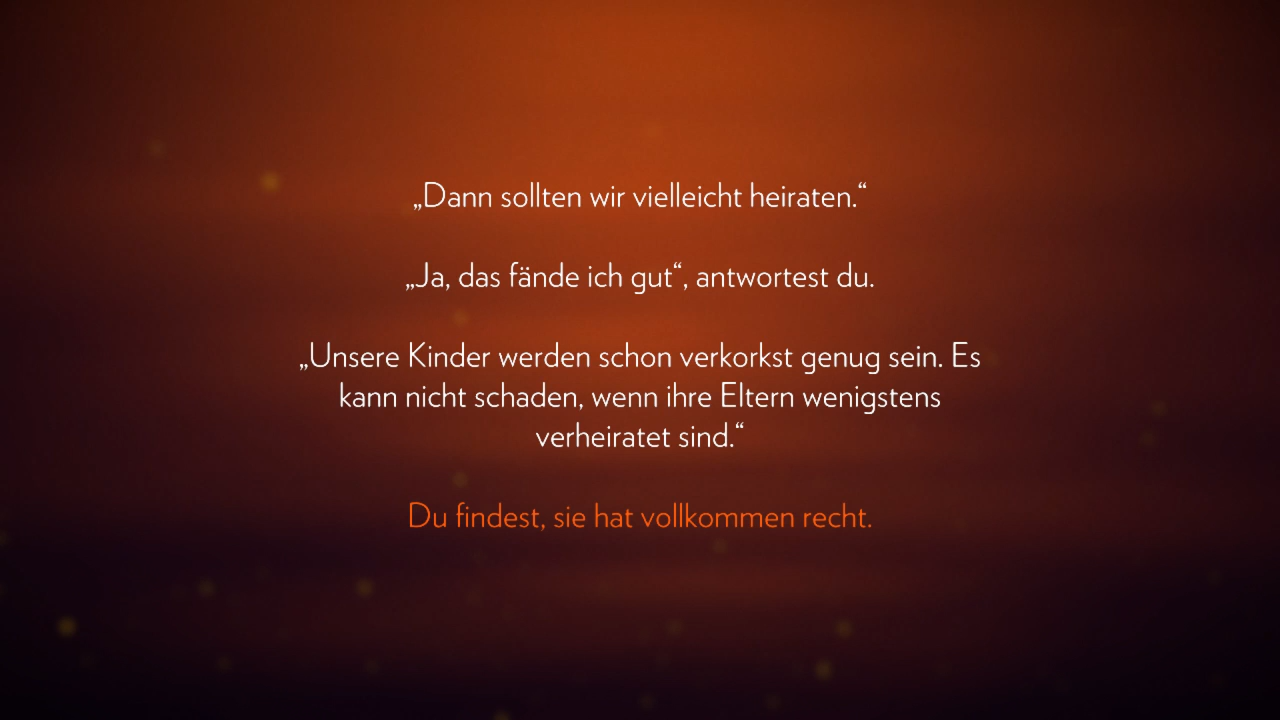 „Dann sollten wir vielleicht heiraten.“
„Ja, das fände ich gut“, antwortest du.
„Unsere Kinder werden schon verkorkst genug sein. Es
kann nicht schaden, wenn ihre Eltern wenigstens
verheiratet sind.“
Du findest, sie hat vollkommen recht.